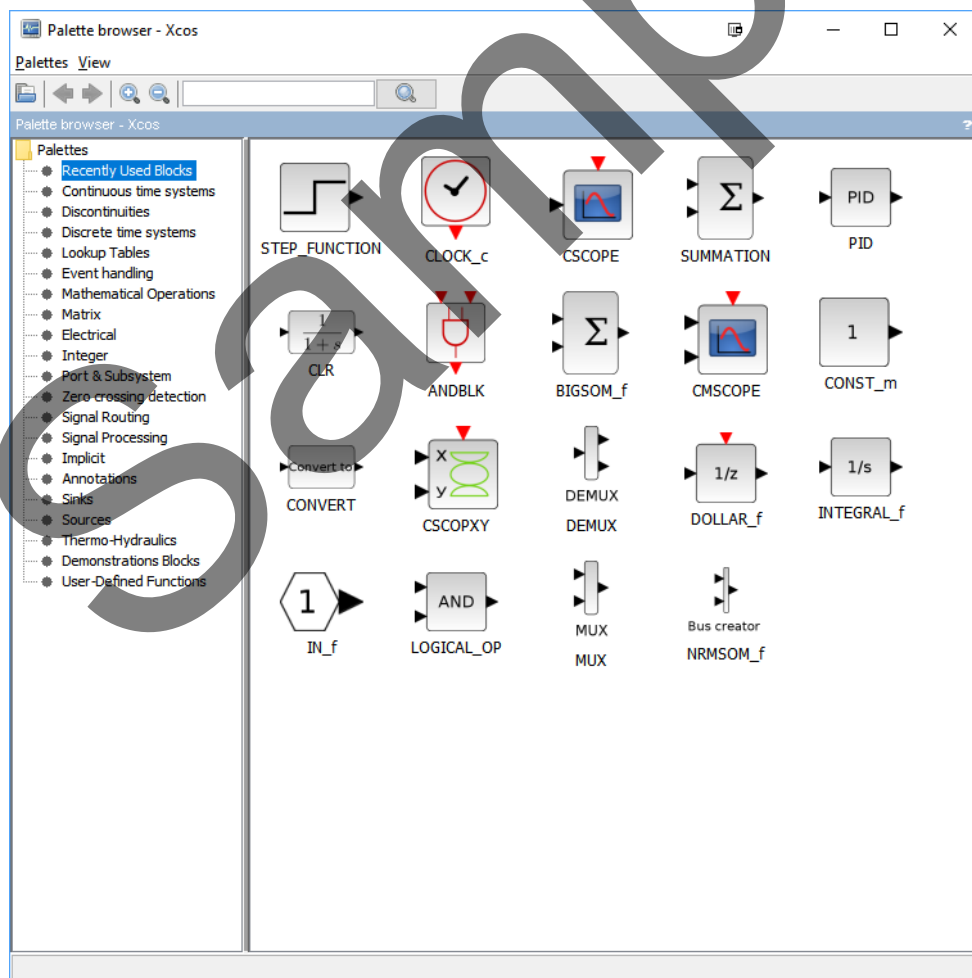 Palette browser - Xcos
Palettes View
Palette browser - Xcos ?
Palettes
Recently Used Blocks
Continuous time systems
Discontinuities
Discrete time systems
Lookup Tables
Event handling
Mathematical Operations
Matrix
Electrical
Integer
Port & Subsystem
Zero crossing detection
Signal Routing
Signal Processing
Implicit
Annotations
Sinks
Sources
Thermo-Hydraulics
Demonstrations Blocks
User-Defined Functions
STEP_FUNCTION
CLOCK_c
CSCOPE
Σ
SUMMATION
PID
PID
1
1 + s
CLR
ANDBLK
Σ
BIGSOM_f
CMSCOPE
1
CONST_m
Convert to
CONVERT
X
Y
CSCOPXY
DEMUX
DEMUX
1/z
DOLLAR_f
1/s
INTEGRAL_f
1
IN_f
AND
LOGICAL_OP
MUX
MUX
Bus creator
NRMSOM_f